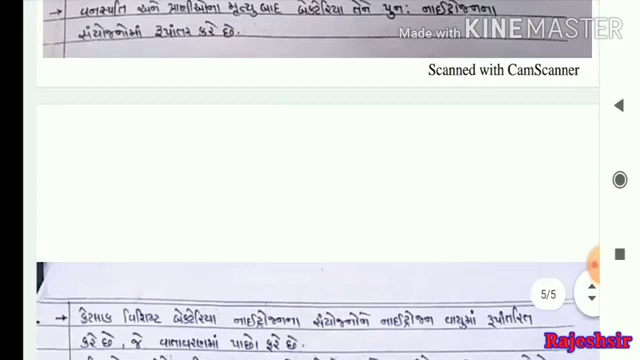 → વનસ્પતિ અને પ્રાણીઓના મૃત્યુ બાદ બેક્ટેરિયા તેને પુન: નાઈટ્રોજનના
સંયોજનોમાં રૂપાંતર કરે છે.
Made with KINEMASTER
Scanned with CamScanner
5/5
→ કેટલાક વિશિષ્ટ બેક્ટેરિયા નાઈટ્રોજનના સંયોજનોને નાઈટ્રોજન વાયુમાં રૂપાંતરિત
કરે છે, જે વાતાવરણમાં પાછો ફરે છે.
Rajeshsir